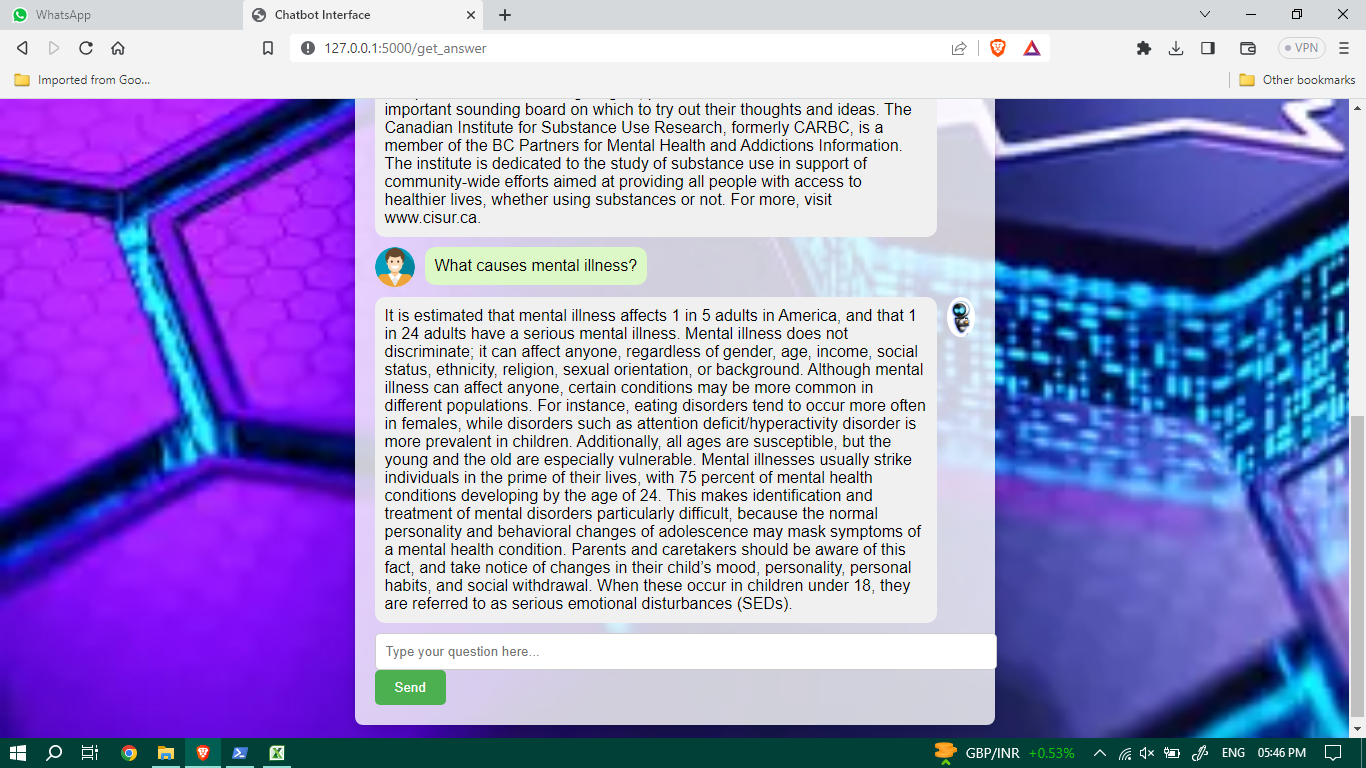 WhatsApp
Chatbot Interface
127.0.0.1:5000/get_answer
VPN
Imported from Goo...
Other bookmarks
important sounding board on which to try out their thoughts and ideas. The
Canadian Institute for Substance Use Research, formerly CARBC, is a
member of the BC Partners for Mental Health and Addictions Information.
The institute is dedicated to the study of substance use in support of
community-wide efforts aimed at providing all people with access to
healthier lives, whether using substances or not. For more, visit
www.cisur.ca.
What causes mental illness?
It is estimated that mental illness affects 1 in 5 adults in America, and that 1
in 24 adults have a serious mental illness. Mental illness does not
discriminate; it can affect anyone, regardless of gender, age, income, social
status, ethnicity, religion, sexual orientation, or background. Although mental
illness can affect anyone, certain conditions may be more common in
different populations. For instance, eating disorders tend to occur more often
in females, while disorders such as attention deficit/hyperactivity disorder is
more prevalent in children. Additionally, all ages are susceptible, but the
young and the old are especially vulnerable. Mental illnesses usually strike
individuals in the prime of their lives, with 75 percent of mental health
conditions developing by the age of 24. This makes identification and
treatment of mental disorders particularly difficult, because the normal
personality and behavioral changes of adolescence may mask symptoms of
a mental health condition. Parents and caretakers should be aware of this
fact, and take notice of changes in their child’s mood, personality, personal
habits, and social withdrawal. When these occur in children under 18, they
are referred to as serious emotional disturbances (SEDs).
Type your question here...
Send
GBP/INR +0.53%
ENG
05:46 PM